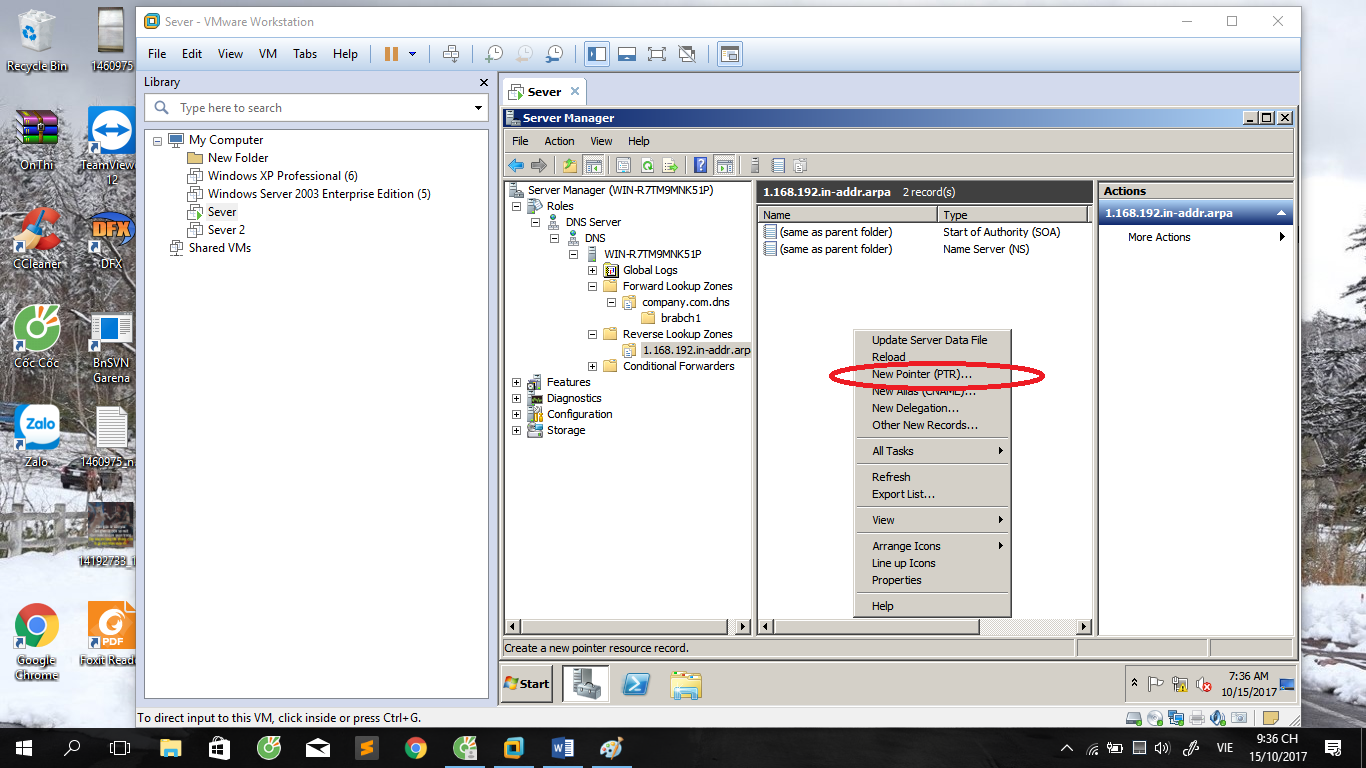 Sever - VMware Workstation
File Edit View VM Tabs Help
Library
Type here to search
My Computer
New Folder
Windows XP Professional (6)
Windows Server 2003 Enterprise Edition (5)
Sever
Sever 2
Shared VMs
Sever
Server Manager
File Action View Help
Server Manager (WIN-R7TM9MNK51P)
Roles
DNS Server
DNS
WIN-R7TM9MNK51P
Global Logs
Forward Lookup Zones
company.com.dns
brabch1
Reverse Lookup Zones
1.168.192.in-addr.arp
Conditional Forwarders
Features
Diagnostics
Configuration
Storage
1.168.192.in-addr.arpa 2 record(s)
Name Type
(same as parent folder) Start of Authority (SOA)
(same as parent folder) Name Server (NS)
Update Server Data File
Reload
New Pointer (PTR)...
New Alias (CNAME)...
New Delegation...
Other New Records...
All Tasks
Refresh
Export List...
View
Arrange Icons
Line up Icons
Properties
Help
Actions
1.168.192.in-addr.arpa
More Actions
Create a new pointer resource record.
Start
7:36 AM
10/15/2017
To direct input to this VM, click inside or press Ctrl+G.
Recycle Bin
1460975
OnThi
TeamView
12
CCleaner
DFX
Cốc Cốc
BnSVN
Garena
Zalo
1460975_n
14192733_1
Google
Chrome
PDF
Foxit Reade
VIE
9:36 CH
15/10/2017